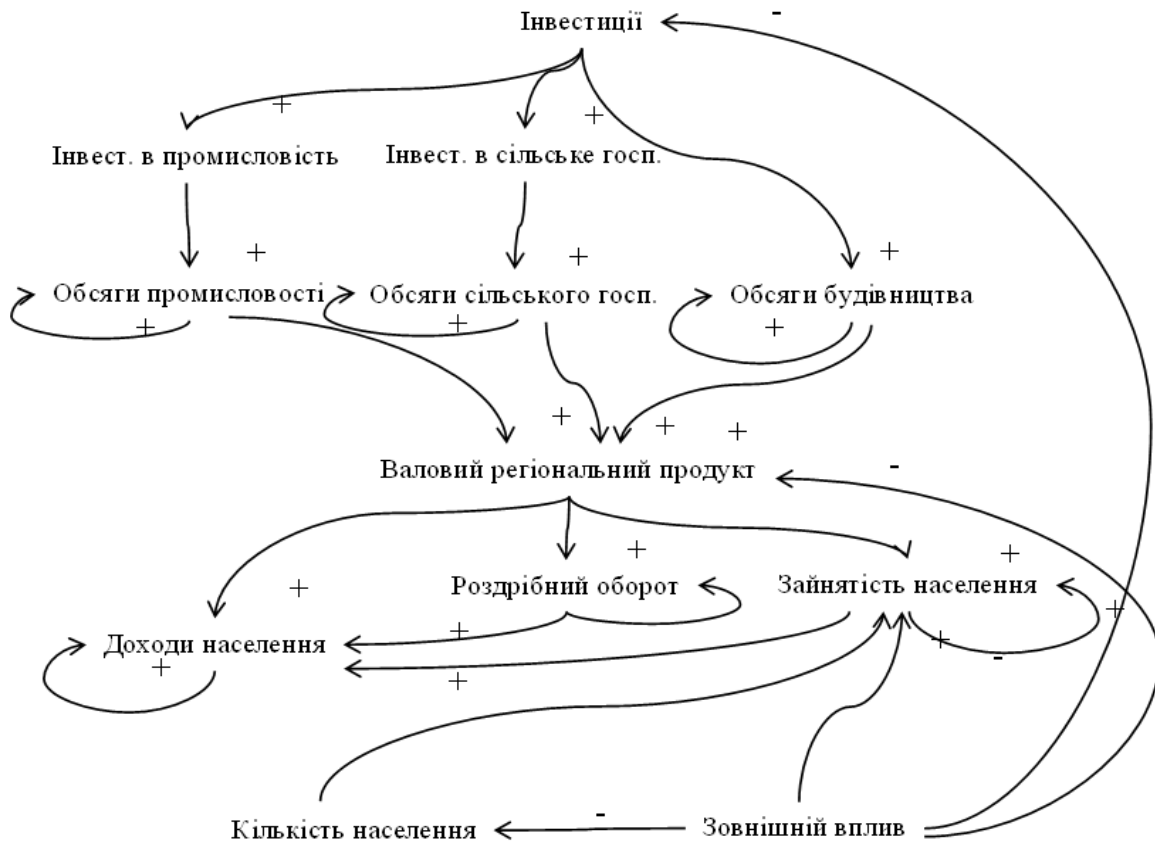 Інвестиції -
+ +
Інвест. в промисловість Інвест. в сільське госп.
+ + +
Обсяги промисловості Обсяги сільського госп. Обсяги будівництва
+ + +
+ + +
Валовий регіональний продукт -
+ +
+ Роздрібний оборот Зайнятість населення
+ + + -
Доходи населення
+ +
Кількість населення - Зовнішній вплив